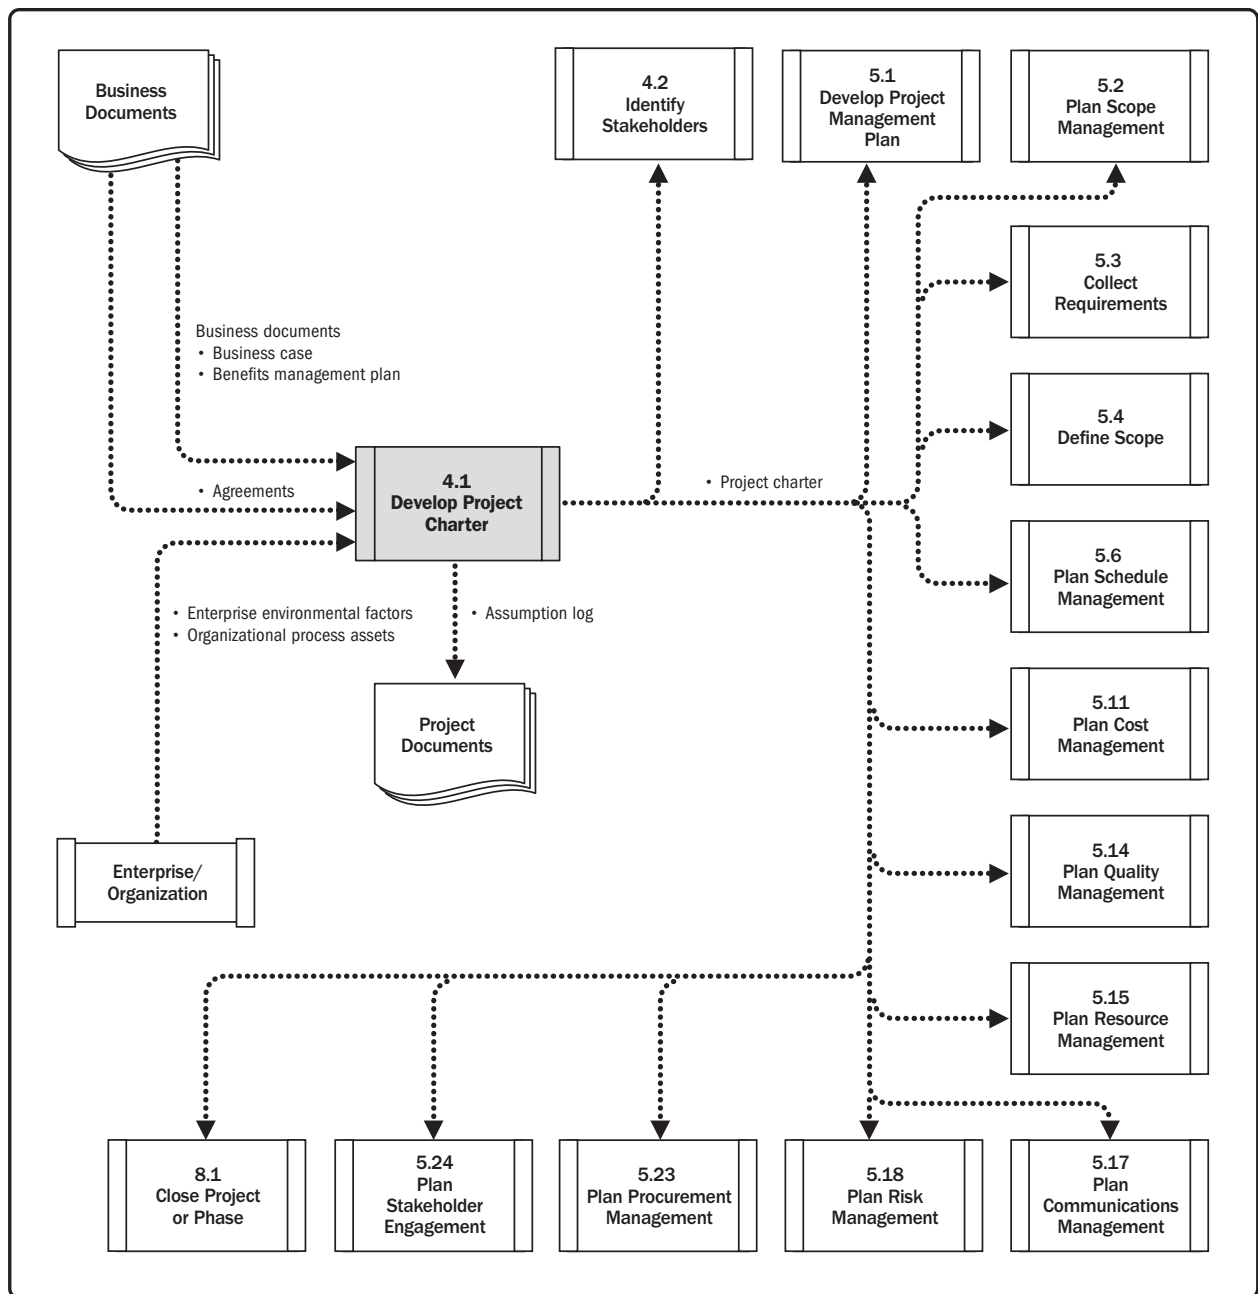 Business
Documents
4.2
Identify
Stakeholders
5.1
Develop Project
Management
Plan
5.2
Plan Scope
Management
5.3
Collect
Requirements
Business documents
• Business case
• Benefits management plan
5.4
Define Scope
4.1
Develop Project
Charter
• Agreements
• Project charter
5.6
Plan Schedule
Management
• Enterprise environmental factors
• Organizational process assets
• Assumption log
Project
Documents
5.11
Plan Cost
Management
Enterprise/
Organization
5.14
Plan Quality
Management
5.15
Plan Resource
Management
8.1
Close Project
or Phase
5.24
Plan
Stakeholder
Engagement
5.23
Plan Procurement
Management
5.18
Plan Risk
Management
5.17
Plan
Communications
Management